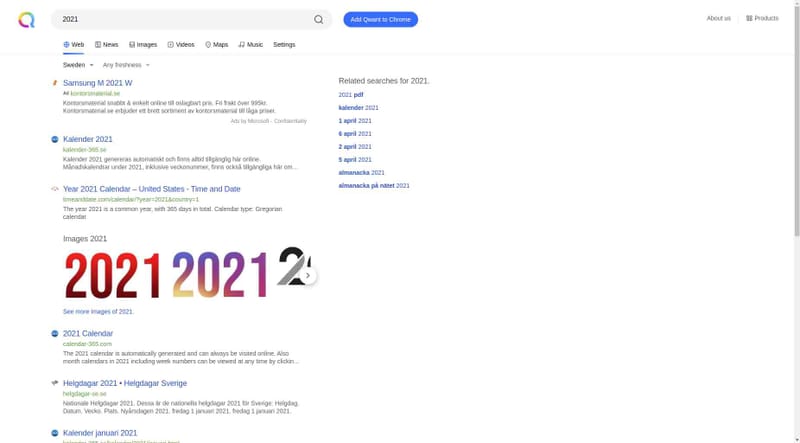 2021
Add Qwant to Chrome
About us
Products
Web
News
Images
Videos
Maps
Music
Settings
Sweden
Any freshness
Samsung M 2021 W
Ad kontorsmaterial.se
Kontorsmaterial snabbt & enkelt online till oslagbart pris. Fri frakt över 995kr.
Kontorsmaterial.se erbjuder ett brett sortiment av kontorsmaterial till låga priser.
Ads by Microsoft - Confidentiality
Kalender 2021
kalender-365.se
Kalender 2021 genereras automatiskt och finns alltid tillgänglig här online.
Månadskalendrar under 2021, inklusive veckonummer, finns också tillgängliga här om...
Year 2021 Calendar – United States - Time and Date
timeanddate.com/calendar/?year=2021&country=1
The year 2021 is a common year, with 365 days in total. Calendar type: Gregorian
calendar
Images 2021
2021
2021
See more images of 2021.
2021 Calendar
calendar-365.com
The 2021 calendar is automatically generated and can always be visited online. Also
month calendars in 2021 including week numbers can be viewed at any time by clickin...
Helgdagar 2021 • Helgdagar Sverige
helgdagar-se.se
Nationale Helgdagar 2021. Dessa är de nationella helgdagar 2021 för Sverige: Helgdag.
Datum. Vecko. Plats. Nyårsdagen 2021. fredag 1 januari 2021. fredag 1 januari 2021.
Kalender januari 2021
Related searches for 2021.
2021 pdf
kalender 2021
1 april 2021
6 april 2021
2 april 2021
5 april 2021
almanacka 2021
almanacka på nätet 2021